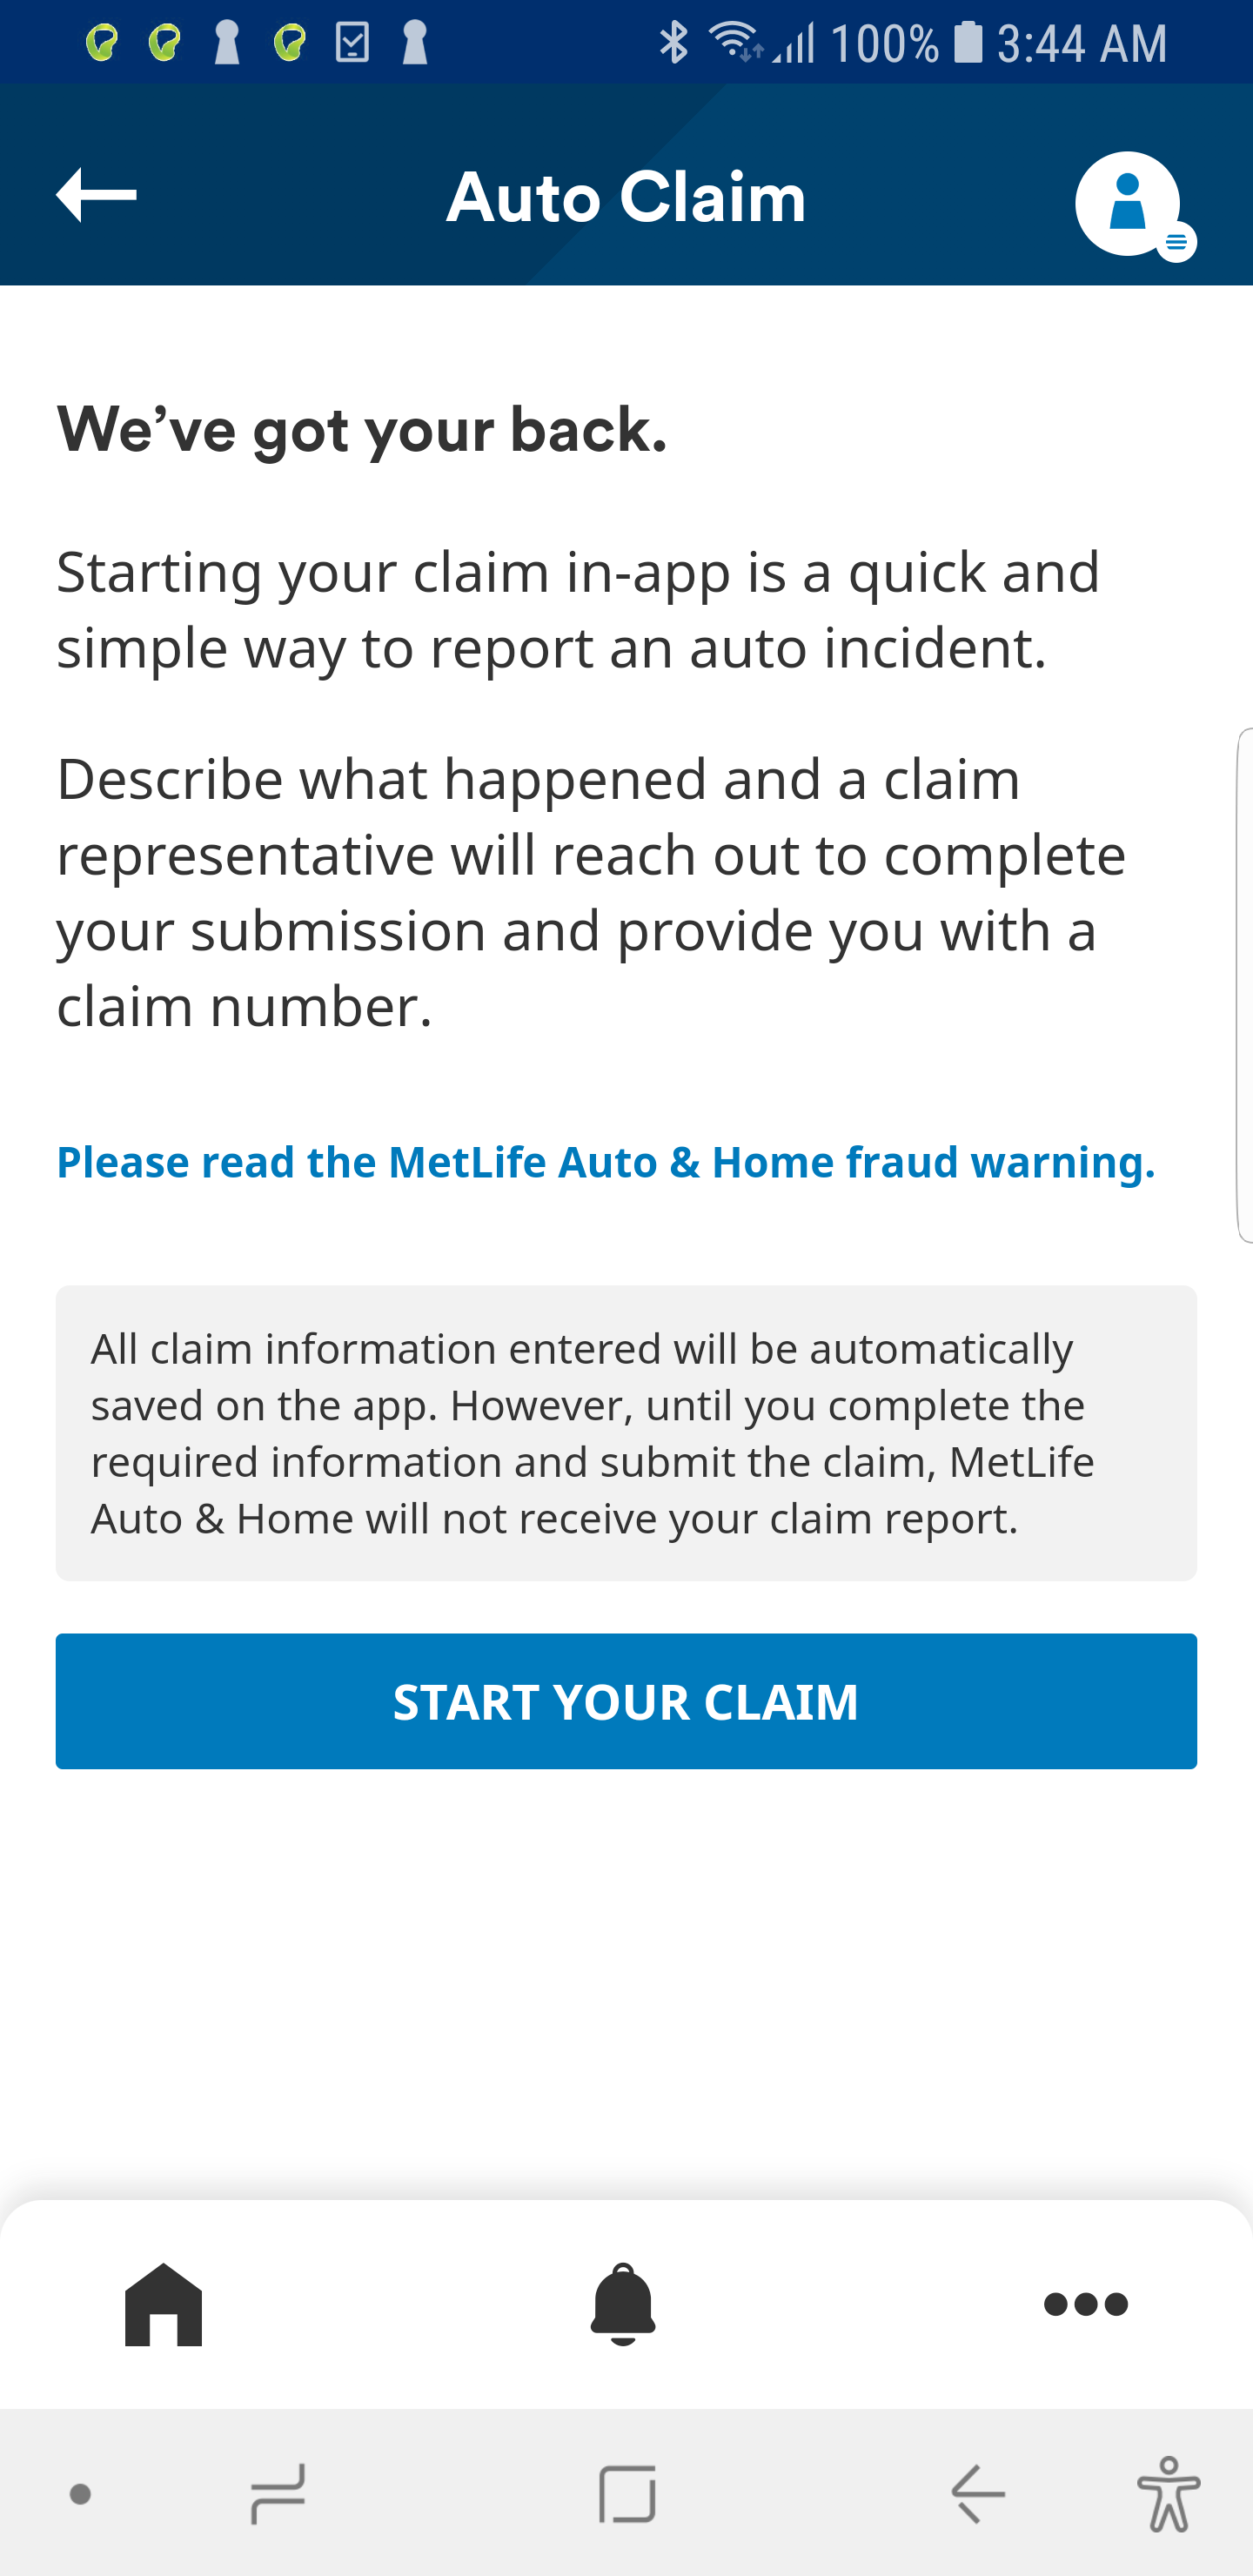 100% 3:44 AM
Auto Claim
We’ve got your back.
Starting your claim in-app is a quick and
simple way to report an auto incident.
Describe what happened and a claim
representative will reach out to complete
your submission and provide you with a
claim number.
Please read the MetLife Auto & Home fraud warning.
All claim information entered will be automatically
saved on the app. However, until you complete the
required information and submit the claim, MetLife
Auto & Home will not receive your claim report.
START YOUR CLAIM